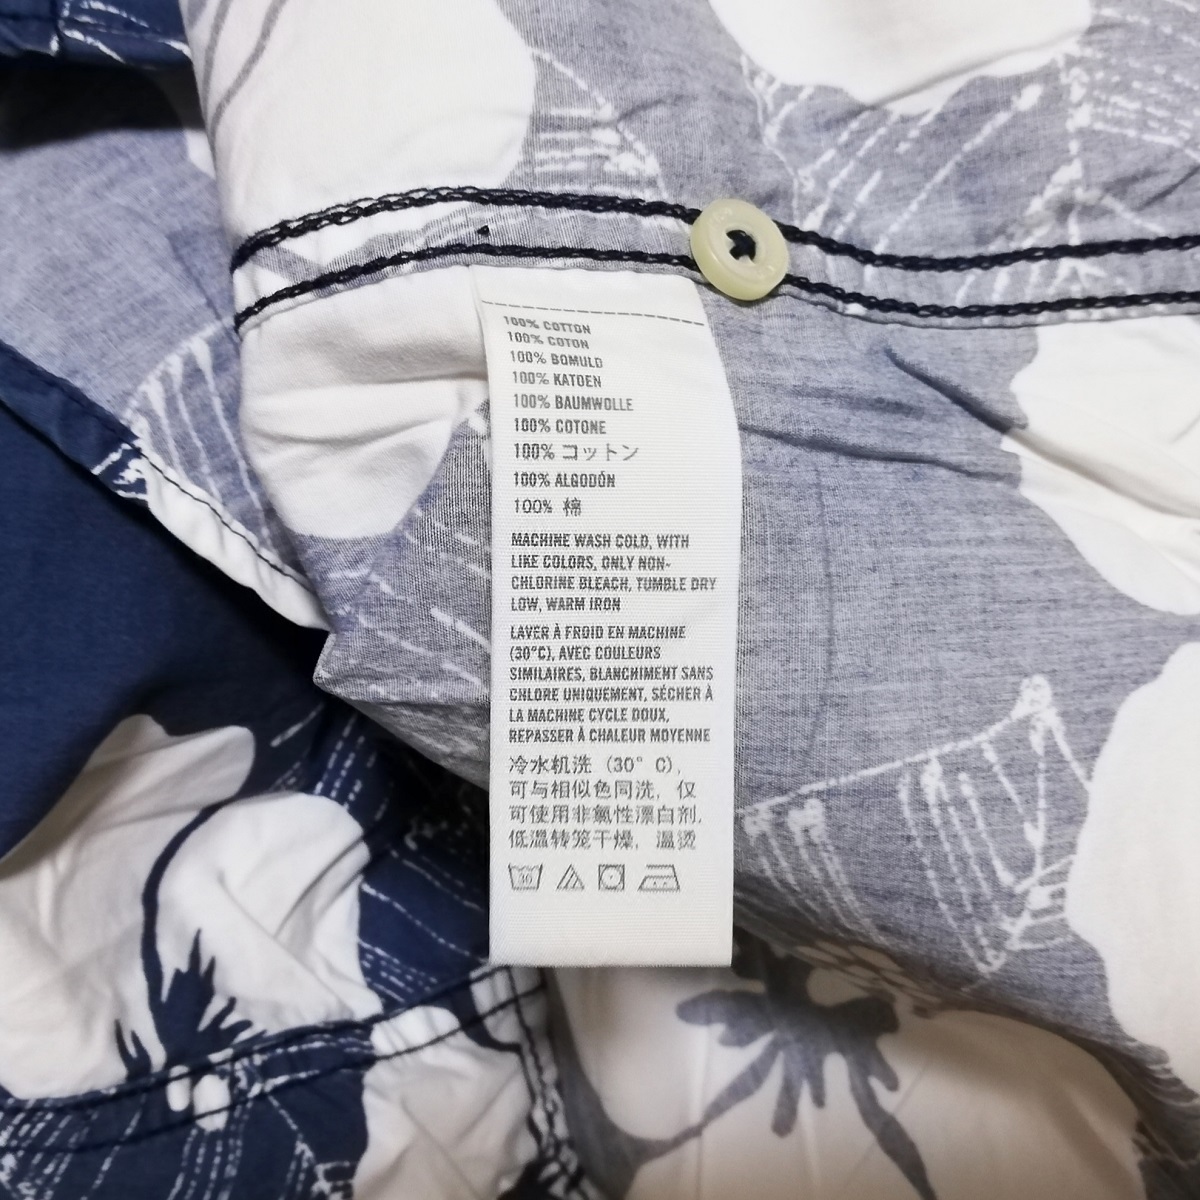 100% COTTON
100% COTON
100% BOMULD
100% KATOEN
100% BAUMWOLLE
100% COTONE
100% コットン
100% ALGODÓN
100% 棉
MACHINE WASH COLD, WITH
LIKE COLORS, ONLY NON-
CHLORINE BLEACH, TUMBLE DRY
LOW, WARM IRON
LAVER À FROID EN MACHINE
(30°C), AVEC COULEURS
SIMILAIRES, BLANCHIMENT SANS
CHLORE UNIQUEMENT, SÉCHER À
LA MACHINE CYCLE DOUX,
REPASSER À CHALEUR MOYENNE
冷水机洗 (30° C),
可与相似色同洗, 仅
可使用非氯性漂白剂,
低温转笼干燥, 温烫
30